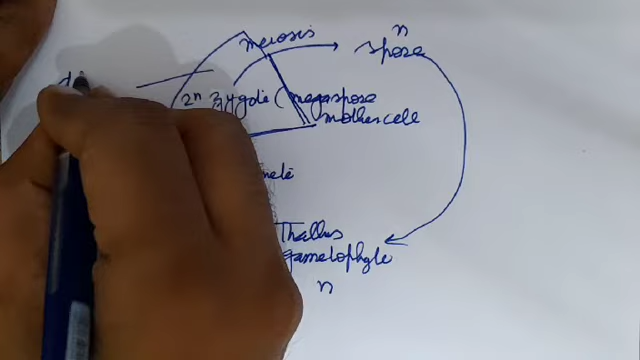 n
meiosis
spore
2n zygote (megaspore
mother cell
Thallus
gametophyte
n